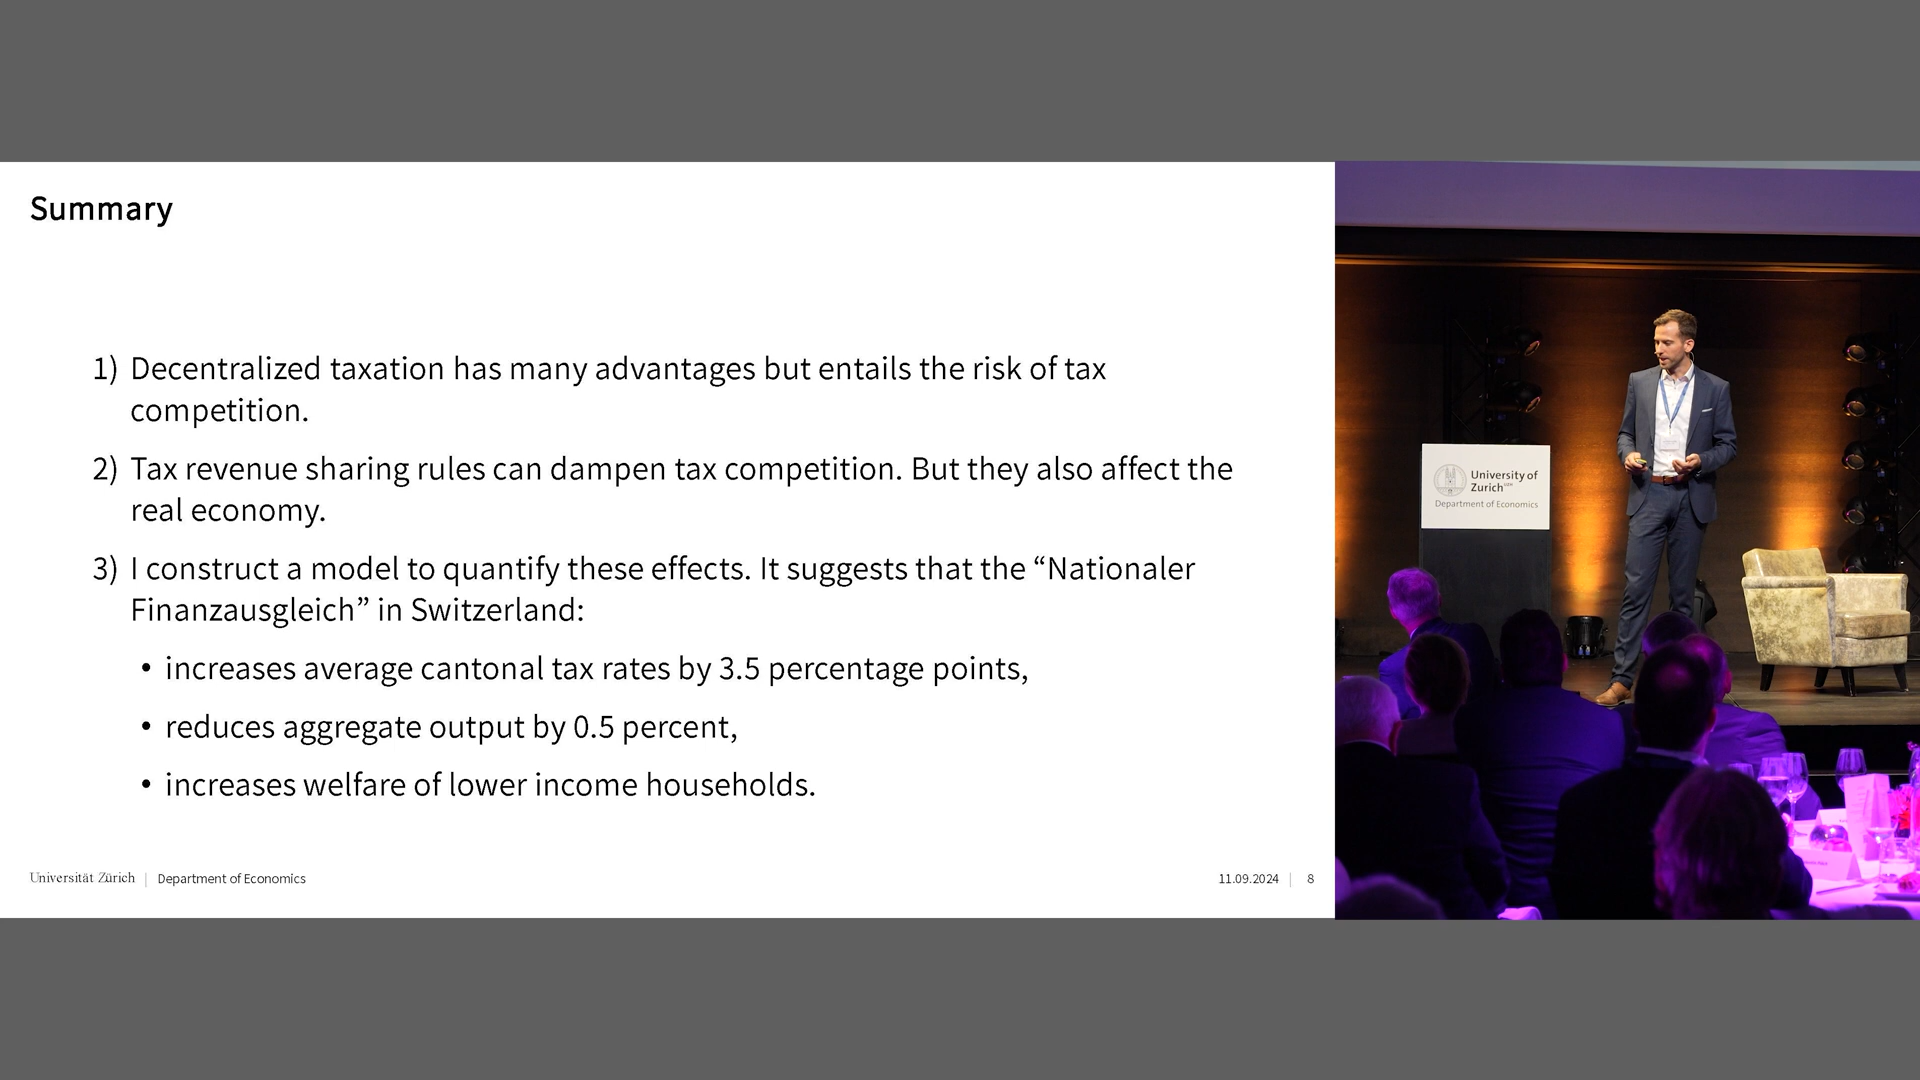 Summary
1) Decentralized taxation has many advantages but entails the risk of tax
competition.
2) Tax revenue sharing rules can dampen tax competition. But they also affect the
real economy.
3) I construct a model to quantify these effects. It suggests that the “Nationaler
Finanzausgleich” in Switzerland:
• increases average cantonal tax rates by 3.5 percentage points,
• reduces aggregate output by 0.5 percent,
• increases welfare of lower income households.
Universität Zürich | Department of Economics
11.09.2024 | 8
University of
Zurich UZH
Department of Economics